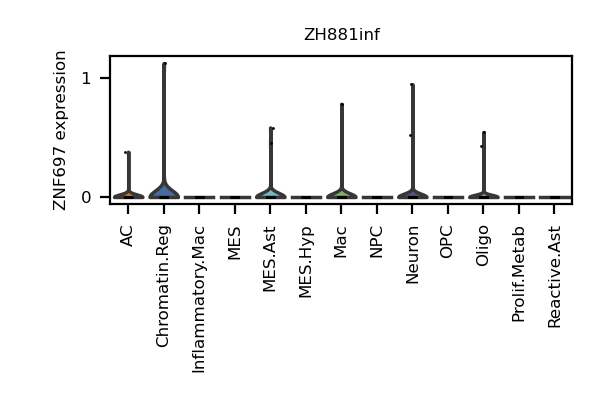 ZH881inf
ZNF697 expression
1
0
AC
Chromatin.Reg
Inflammatory.Mac
MES
MES.Ast
MES.Hyp
Mac
NPC
Neuron
OPC
Oligo
Prolif.Metab
Reactive.Ast